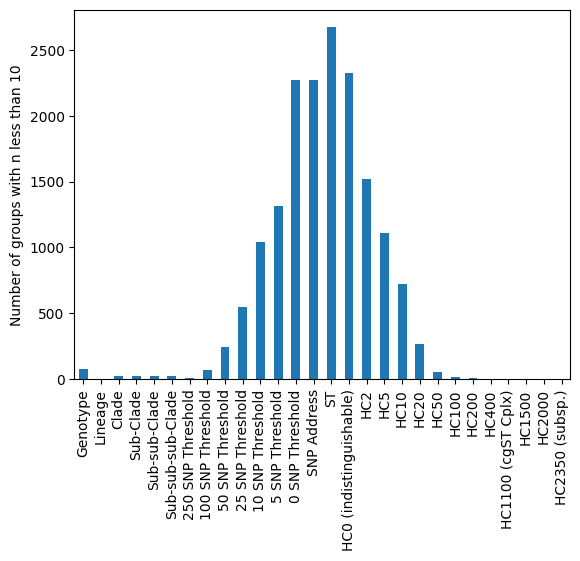 Number of groups with n less than 10
2500
2000
1500
1000
500
0
Genotype
Lineage
Clade
Sub-Clade
Sub-sub-Clade
Sub-sub-sub-Clade
250 SNP Threshold
100 SNP Threshold
50 SNP Threshold
25 SNP Threshold
10 SNP Threshold
5 SNP Threshold
0 SNP Threshold
SNP Address
ST
HC0 (indistinguishable)
HC2
HC5
HC10
HC20
HC50
HC100
HC200
HC400
HC1100 (cgST Cplx)
HC1500
HC2000
HC2350 (subsp.)